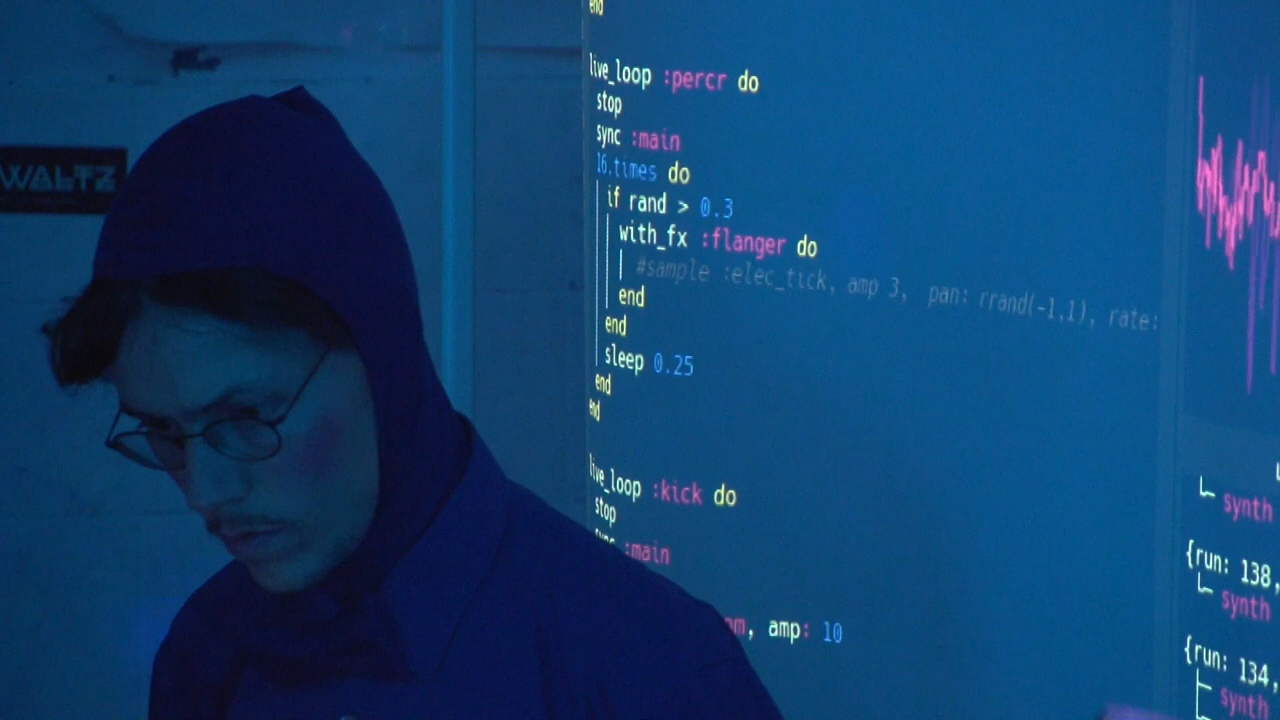 WALTZ
end
live_loop :percr do
stop
sync :main
16.times do
if rand > 0.3
with_fx :flanger do
#sample :elec_tick, amp 3, pan: rrand(-1,1), rate:
end
end
sleep 0.25
end
end
live_loop :kick do
stop
sync :main
om, amp: 10
synth
{run: 138,
synth
{run: 134,
synth